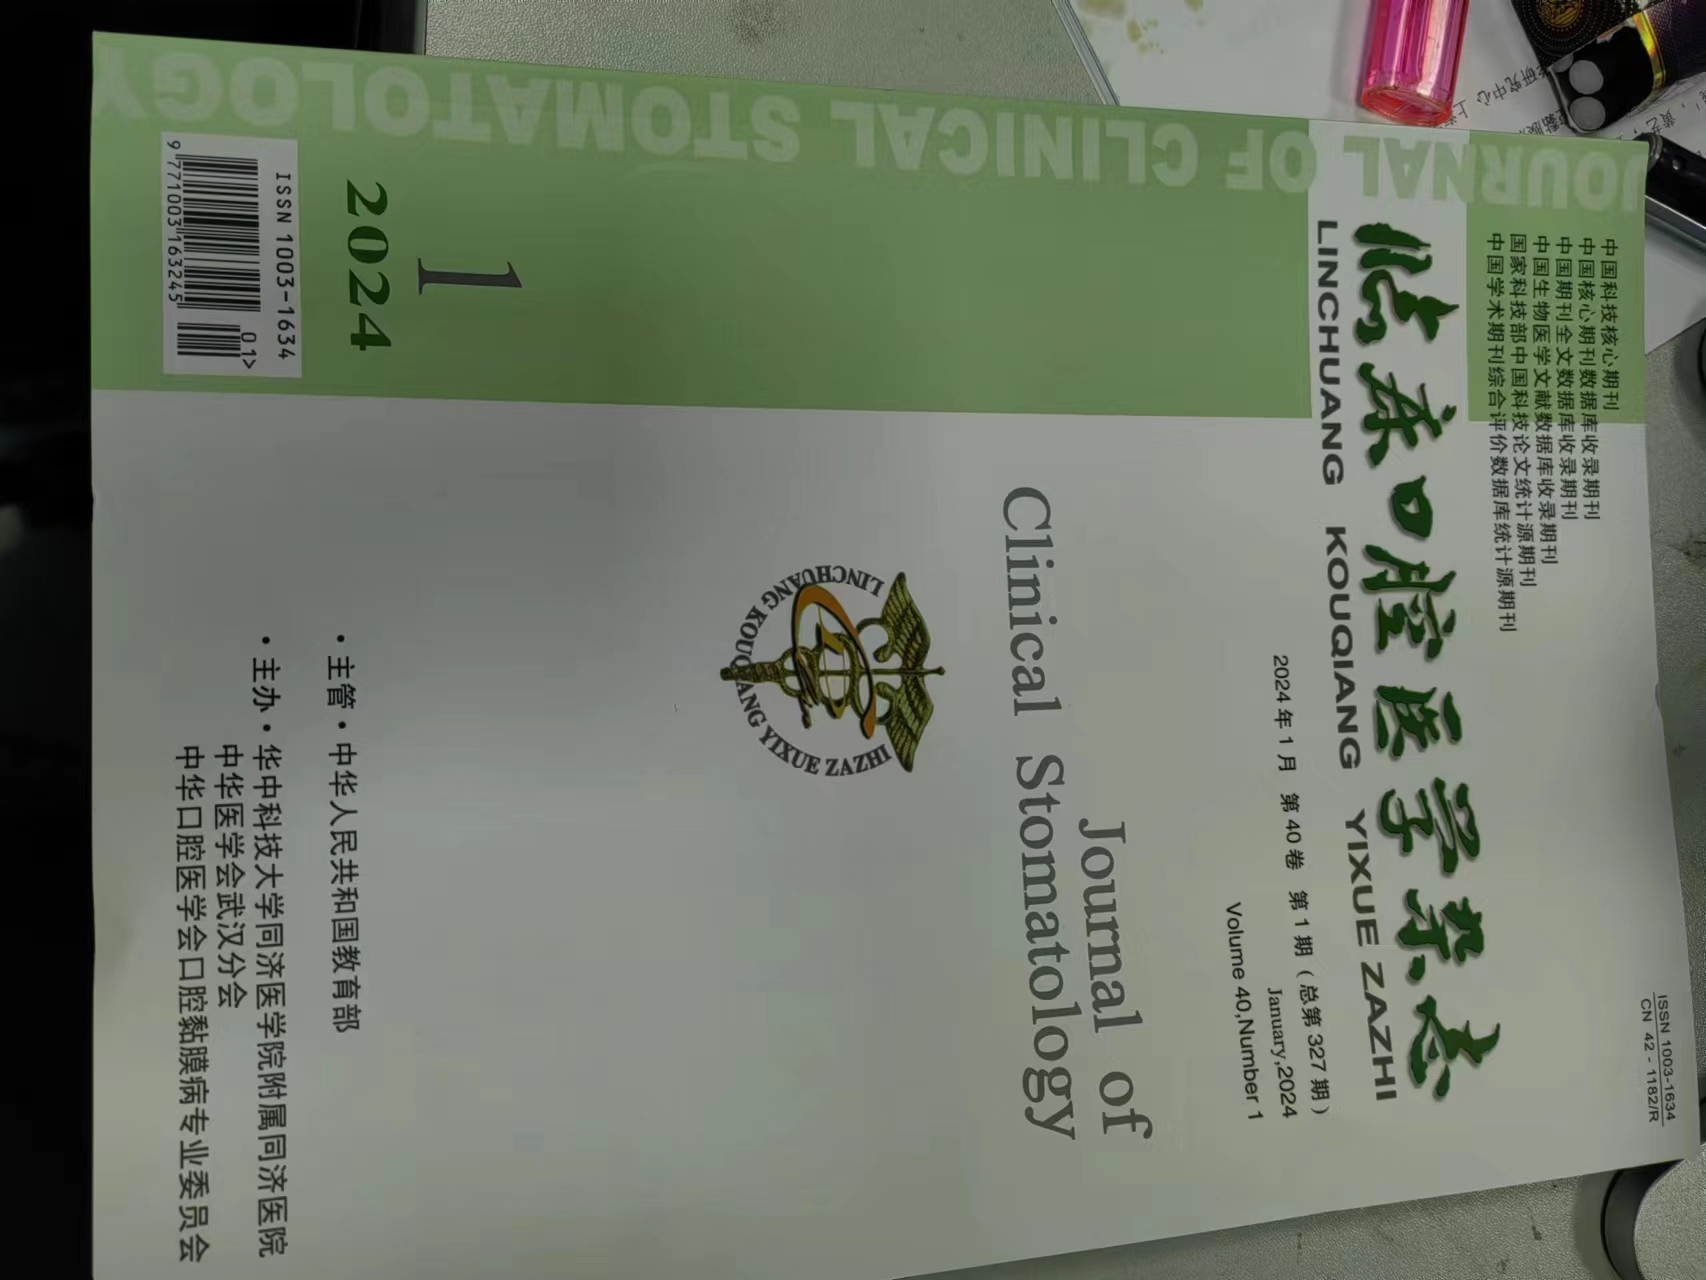 ISSN 1003-1634
CN 42-1182/R
中国科技核心期刊
中国核心期刊数据库收录期刊
中国期刊全文数据库收录期刊
中国生物医学文献数据库收录期刊
国家科技部中国科技论文统计源期刊
中国学术期刊综合评价数据库统计源期刊
临床口腔医学杂志
LINCHUANG KOUQIANG YIXUE ZAZHI
2024年1月 第40卷 第1期（总第327期）
January,2024
Volume 40,Number 1
JOURNAL OF CLINICAL STOMATOLOGY
Journal of
Clinical Stomatology
LINCHUANG KOUQIANG YIXUE ZAZHI
1
2024
ISSN 1003-1634
01>
9 771003 163245
·主管·中华人民共和国教育部
·主办·华中科技大学同济医学院附属同济医院
中华医学会武汉分会
中华口腔医学会口腔黏膜病专业委员会